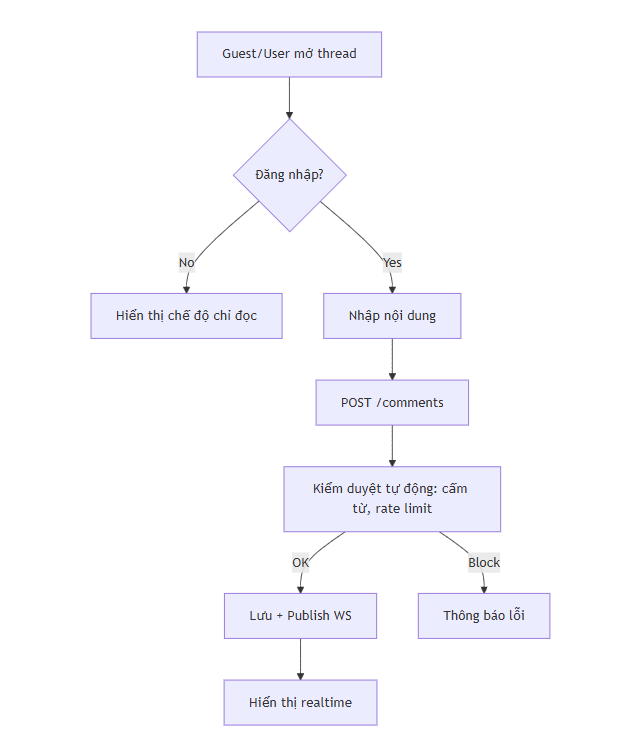 Guest/User mở thread
Đăng nhập?
No
Yes
Hiển thị chế độ chỉ đọc
Nhập nội dung
POST /comments
Kiểm duyệt tự động: cấm
từ, rate limit
OK
Block
Lưu + Publish WS
Thông báo lỗi
Hiển thị realtime